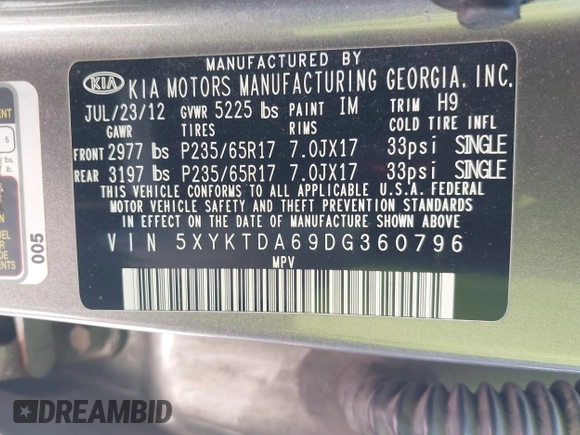 MANUFACTURED BY
KIA KIA MOTORS MANUFACTURING GEORGIA, INC.
JUL/23/12 GVWR 5225 lbs PAINT IM TRIM H9
GAWR TIRES RIMS COLD TIRE INFL
FRONT 2977 lbs P235/65R17 7.0JX17 33psi SINGLE
REAR 3197 lbs P235/65R17 7.0JX17 33psi SINGLE
THIS VEHICLE CONFORMS TO ALL APPLICABLE U.S.A. FEDERAL
MOTOR VEHICLE SAFETY AND THEFT PREVENTION STANDARDS
IN EFFECT ON THE DATE OF MANUFACTURE SHOWN ABOVE
VIN 5XYKTDA69DG360796
MPV
005
5
DREAMBID